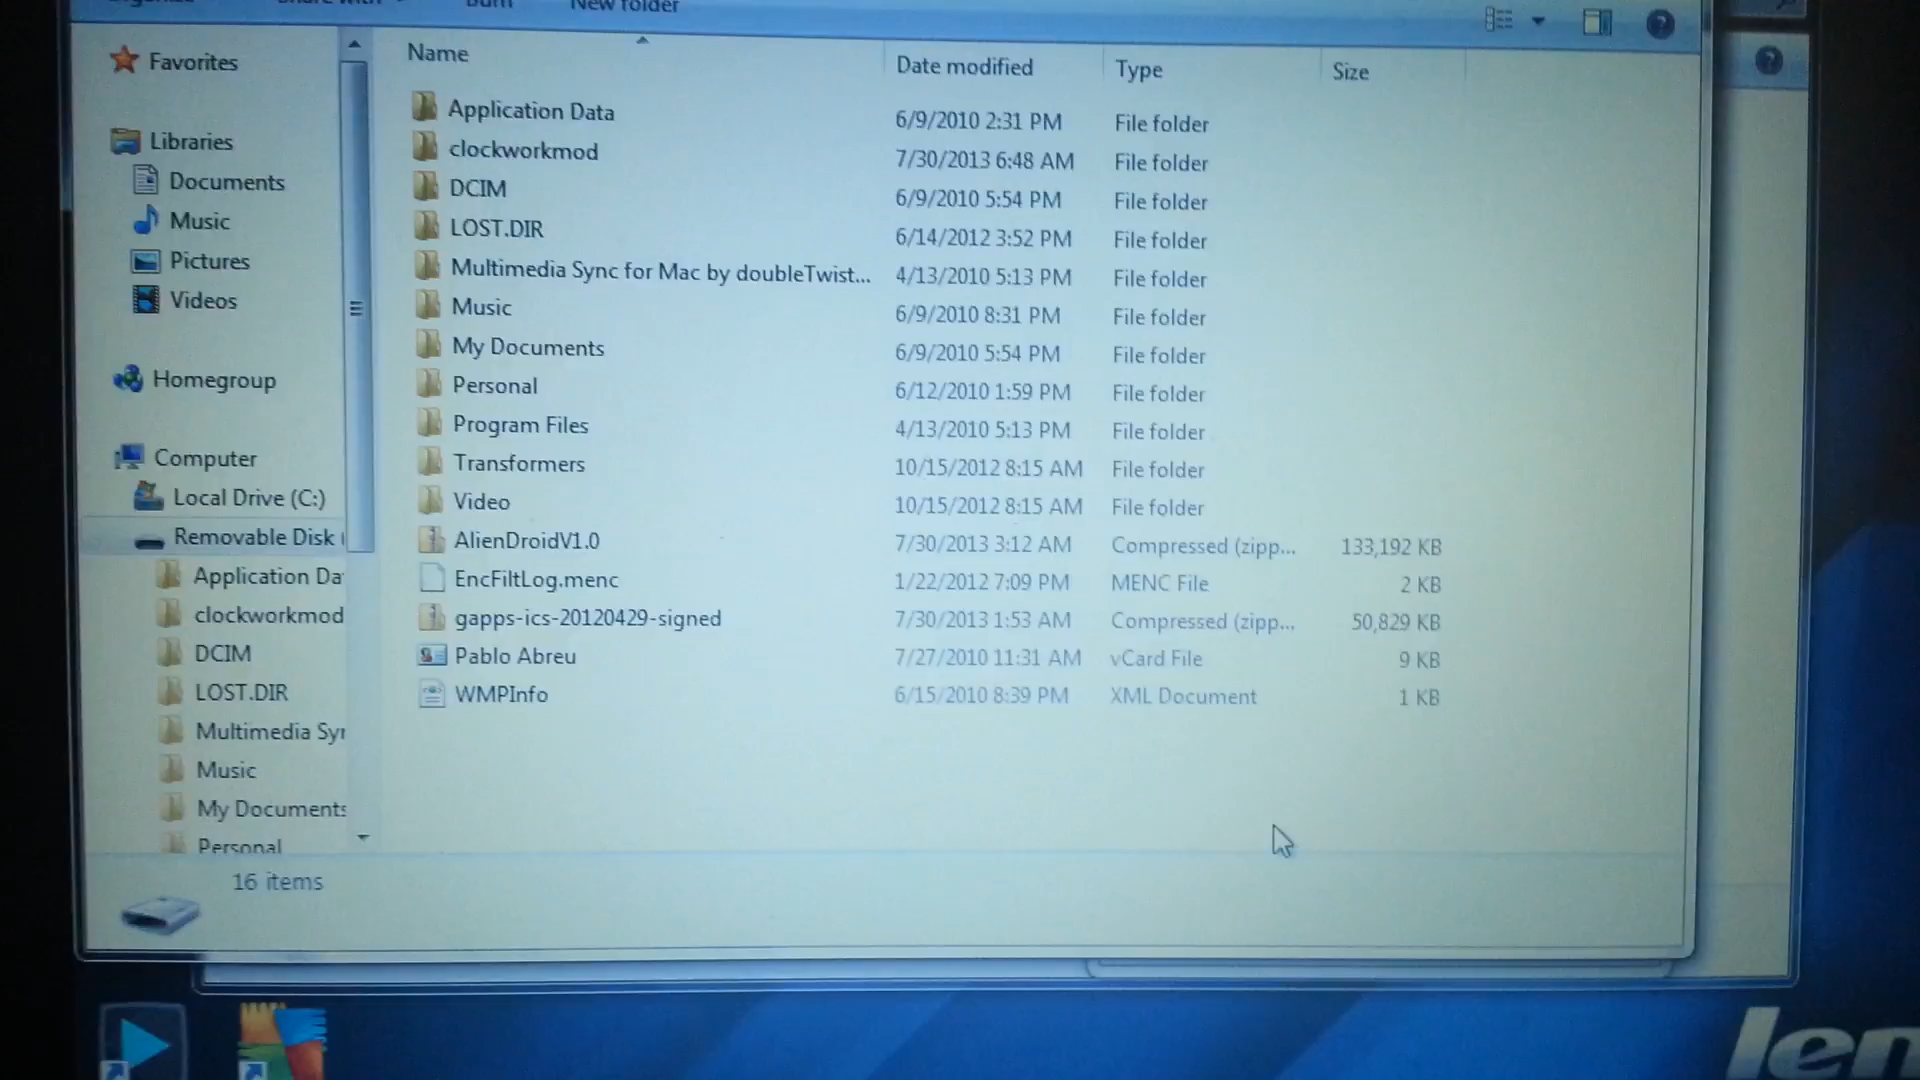 New folder
Favorites
Libraries
Documents
Music
Pictures
Videos
Homegroup
Computer
Local Drive (C:)
Removable Disk (
Application Da
clockworkmod
DCIM
LOST.DIR
Multimedia Syn
Music
My Documents
Personal
Name Date modified Type Size
Application Data 6/9/2010 2:31 PM File folder
clockworkmod 7/30/2013 6:48 AM File folder
DCIM 6/9/2010 5:54 PM File folder
LOST.DIR 6/14/2012 3:52 PM File folder
Multimedia Sync for Mac by doubleTwist... 4/13/2010 5:13 PM File folder
Music 6/9/2010 8:31 PM File folder
My Documents 6/9/2010 5:54 PM File folder
Personal 6/12/2010 1:59 PM File folder
Program Files 4/13/2010 5:13 PM File folder
Transformers 10/15/2012 8:15 AM File folder
Video 10/15/2012 8:15 AM File folder
AlienDroidV1.0 7/30/2013 3:12 AM Compressed (zipp... 133,192 KB
EncFiltLog.menc 1/22/2012 7:09 PM MENC File 2 KB
gapps-ics-20120429-signed 7/30/2013 1:53 AM Compressed (zipp... 50,829 KB
Pablo Abreu 7/27/2010 11:31 AM vCard File 9 KB
WMPInfo 6/15/2010 8:39 PM XML Document 1 KB
16 items
len